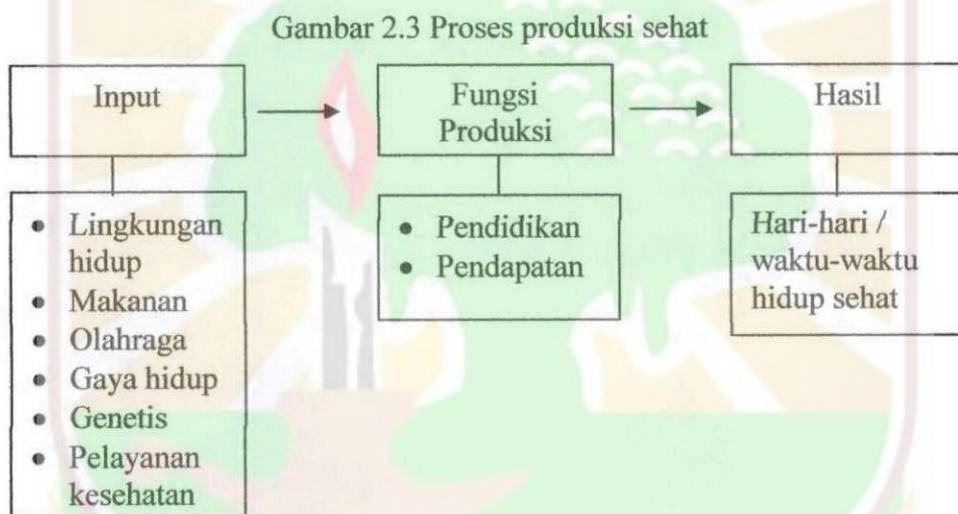 Gambar 2.3 Proses produksi sehat
Input
Fungsi
Produksi
Hasil
• Lingkungan
hidup
• Makanan
• Olahraga
• Gaya hidup
• Genetis
• Pelayanan
kesehatan
• Pendidikan
• Pendapatan
Hari-hari /
waktu-waktu
hidup sehat